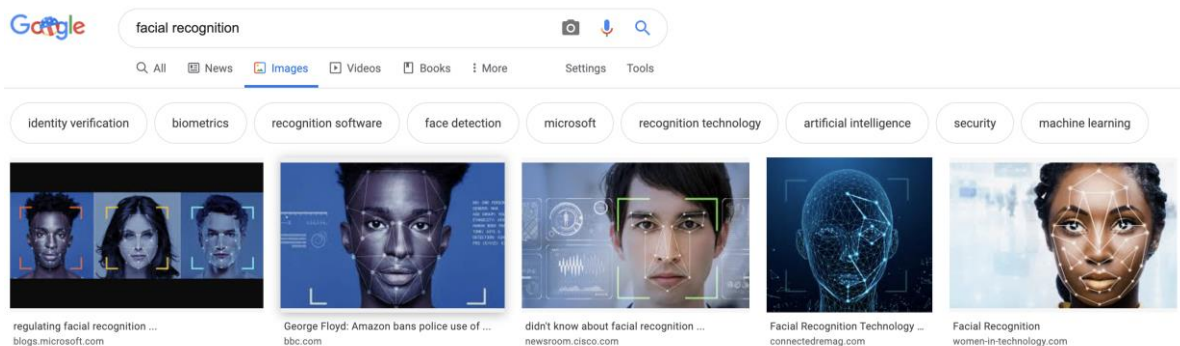 Google
facial recognition
All News Images Videos Books More Settings Tools
identity verification biometrics recognition software face detection microsoft recognition technology artificial intelligence security machine learning
regulating facial recognition ... George Floyd: Amazon bans police use of ... didn't know about facial recognition ... Facial Recognition Technology ... Facial Recognition
blogs.microsoft.com bbc.com newsroom.cisco.com connectedremag.com women-in-technology.com